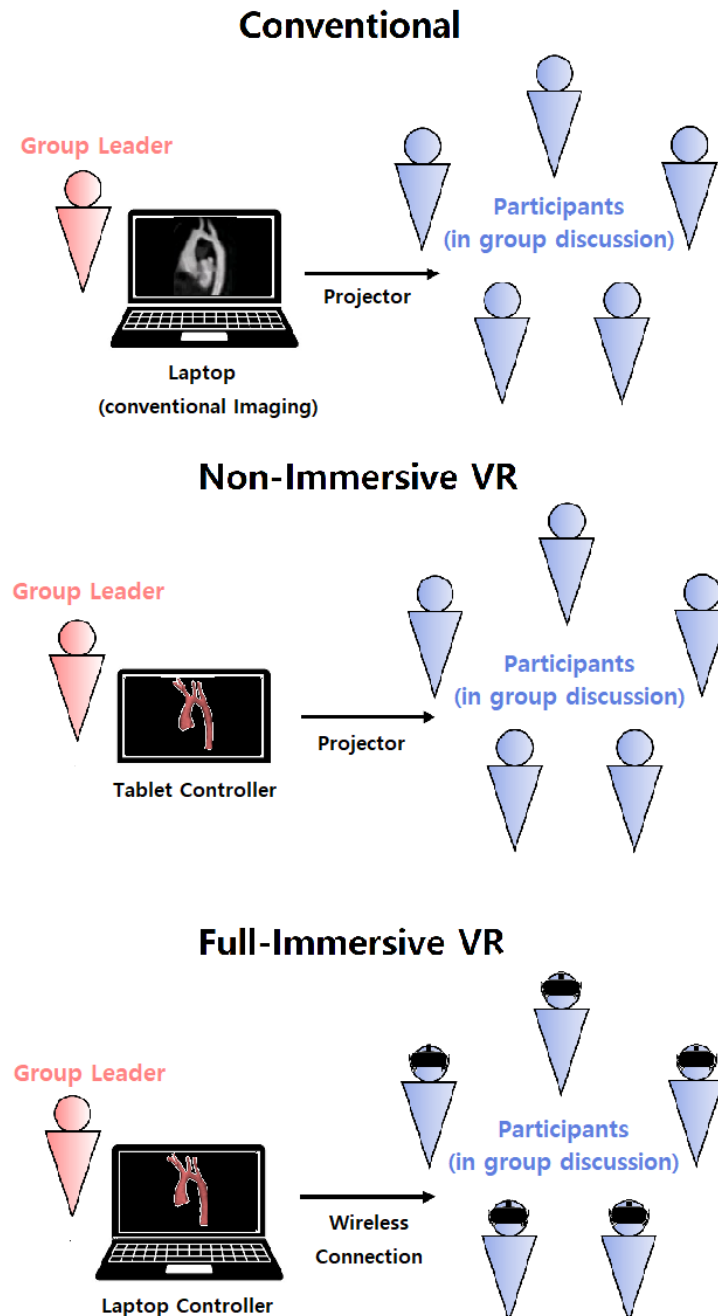 Conventional
Group Leader
Participants
(in group discussion)
Projector
Laptop
(conventional Imaging)
Non-Immersive VR
Group Leader
Participants
(in group discussion)
Projector
Tablet Controller
Full-Immersive VR
Group Leader
Participants
(in group discussion)
Wireless
Connection
Laptop Controller